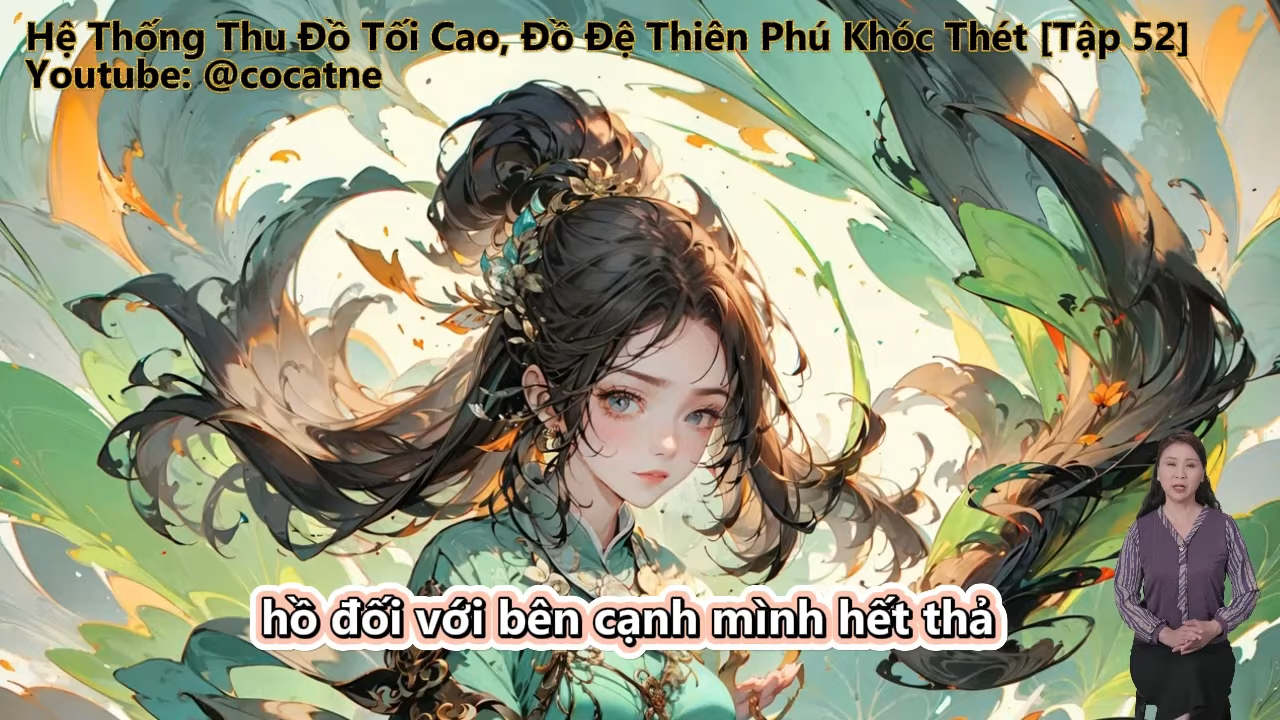 Hệ Thống Thu Đồ Tối Cao, Đồ Đệ Thiên Phú Khóc Thét [Tập 52]
Youtube: @cocatne
hồ đối với bên cạnh mình hết thả